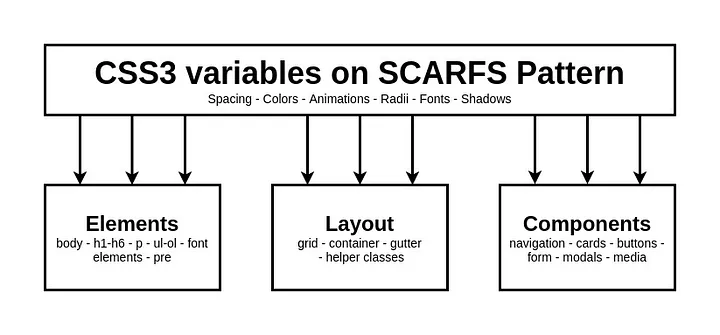 CSS3 variables on SCARFS Pattern
Spacing - Colors - Animations - Radii - Fonts - Shadows
Elements
body - h1-h6 - p - ul-ol - font
elements - pre
Layout
grid - container - gutter
- helper classes
Components
navigation - cards - buttons -
form - modals - media